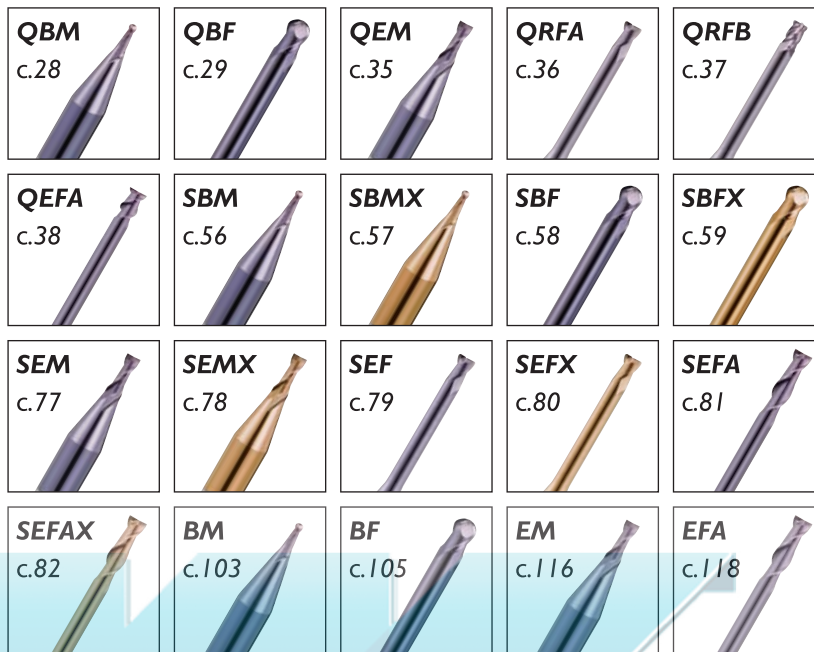 QBM
c.28
QBF
c.29
QEM
c.35
QRFA
c.36
QRFB
c.37
QEFA
c.38
SBM
c.56
SBMX
c.57
SBF
c.58
SBFX
c.59
SEM
c.77
SEMX
c.78
SEF
c.79
SEFX
c.80
SEFA
c.81
SEFAX
c.82
BM
c.103
BF
c.105
EM
c.116
EFA
c.118